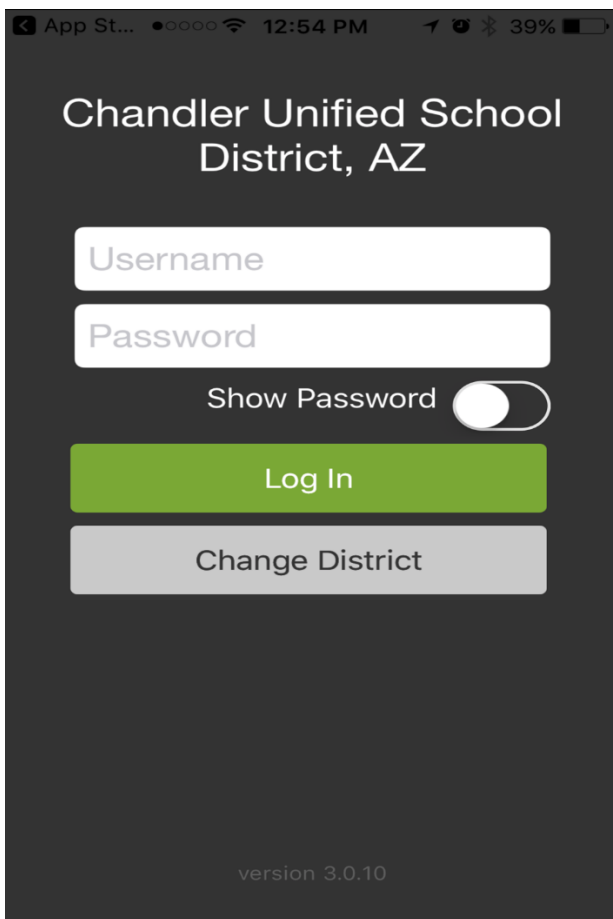 App St... 12:54 PM 39%
Chandler Unified School
District, AZ
Username
Password
Show Password
Log In
Change District
version 3.0.10